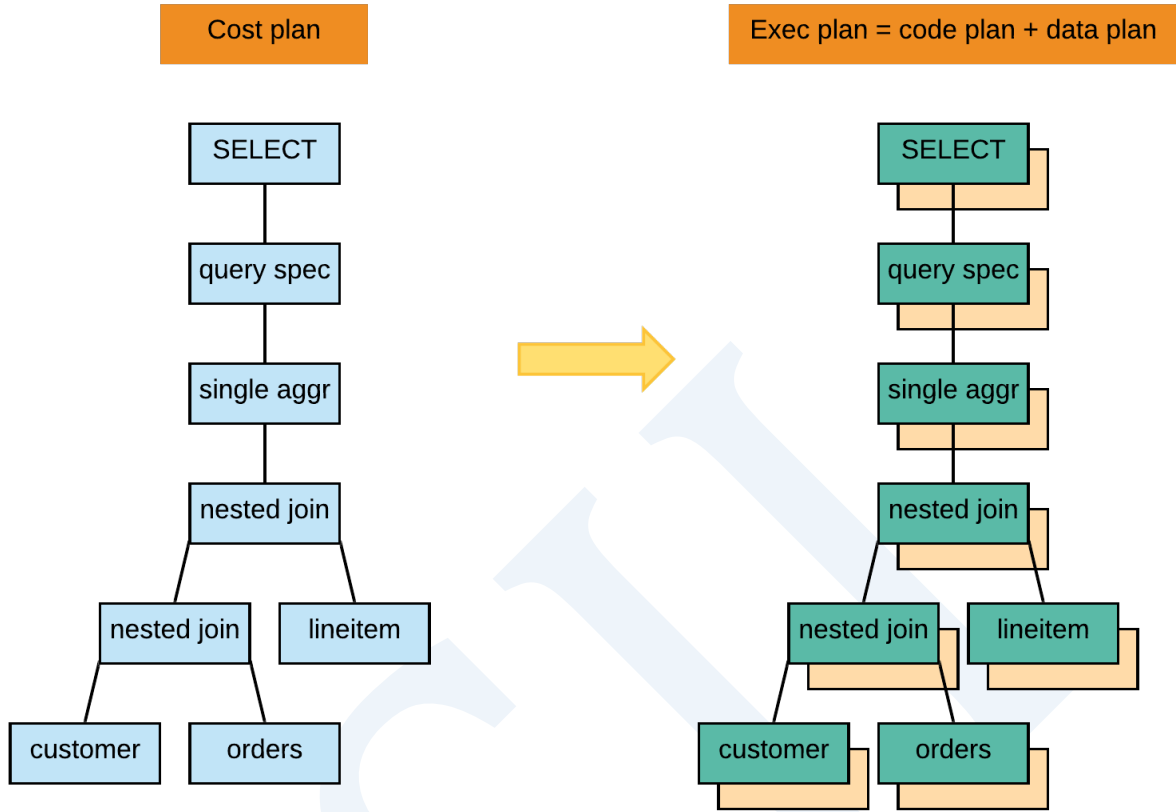 Cost plan
Exec plan = code plan + data plan
SELECT
query spec
single aggr
nested join
nested join
lineitem
customer
orders
SELECT
query spec
single aggr
nested join
nested join
lineitem
customer
orders